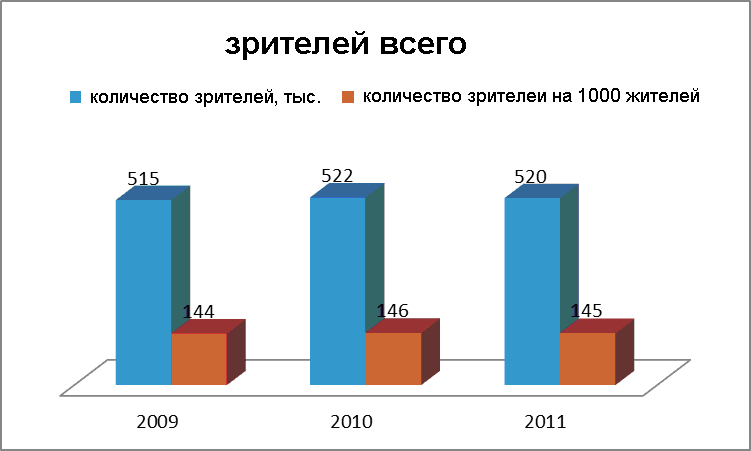 зрителей всего
количество зрителей, тыс. количество зрителеи на 1000 жителей
515 522 520
144 146 145
2009 2010 2011